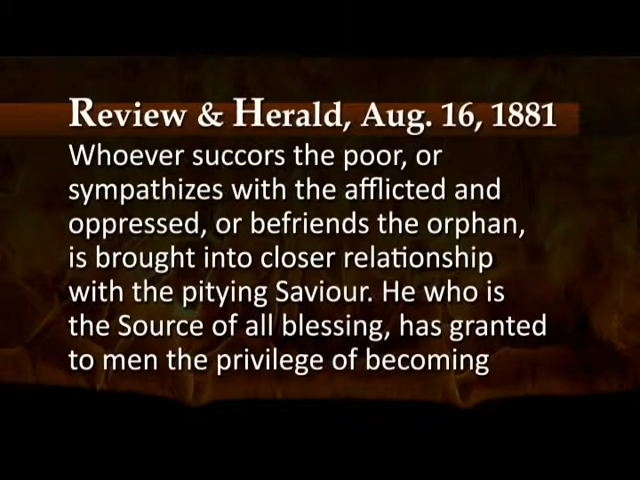 Review & Herald, Aug. 16, 1881
Whoever succors the poor, or
sympathizes with the afflicted and
oppressed, or befriends the orphan,
is brought into closer relationship
with the pitying Saviour. He who is
the Source of all blessing, has granted
to men the privilege of becoming